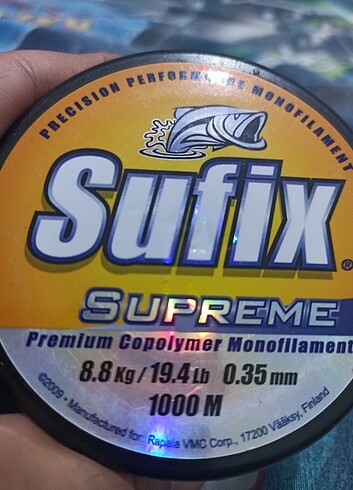 PRECISION PERFORMANCE MONOFILAMENT
Sufix®
SUPREME
Premium Copolymer Monofilament
8.8 Kg / 19.4 Lb 0.35 mm
1000 M
©2009 - Manufactured for: Rapala VMC Corp., 17200 Vääksy, Finland